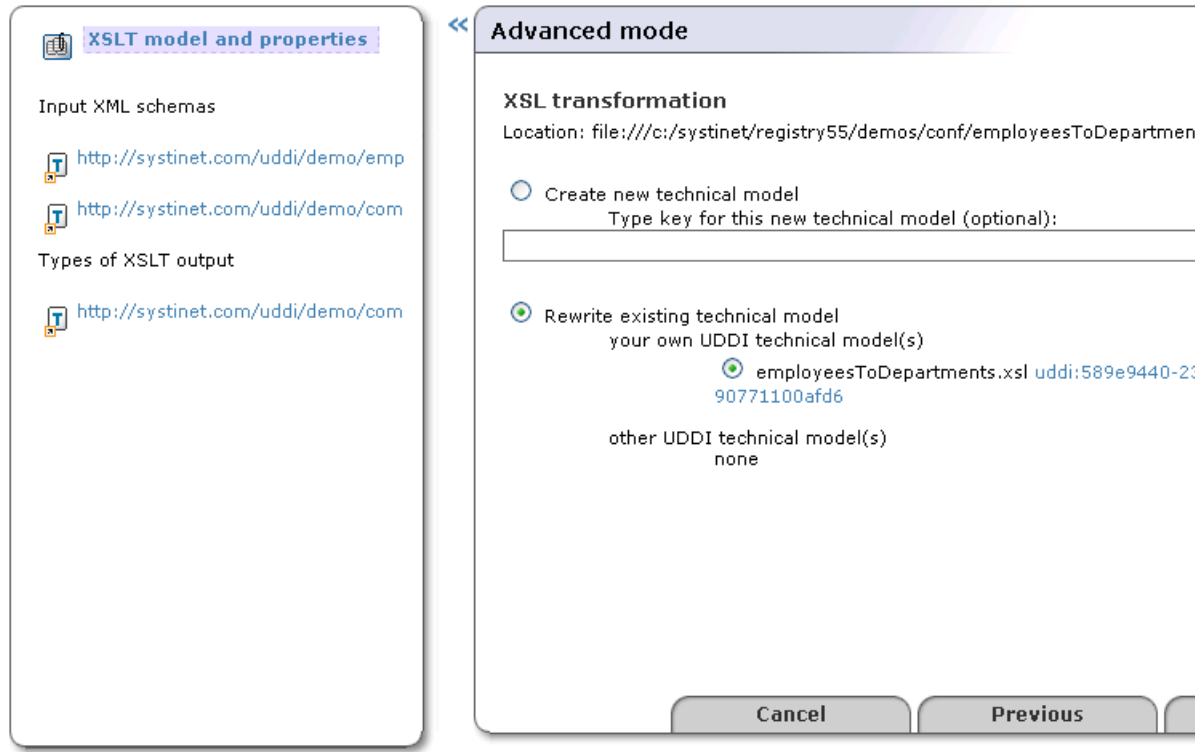 XSLT model and properties
Input XML schemas
http://systinet.com/uddi/demo/emp
http://systinet.com/uddi/demo/com
Types of XSLT output
http://systinet.com/uddi/demo/com
Advanced mode
XSL transformation
Location: file:///c:/systinet/registry55/demos/conf/employeesToDepartmen
Create new technical model
Type key for this new technical model (optional):
Rewrite existing technical model
your own UDDI technical model(s)
employeesToDepartments.xsl uddi:589e9440-23
90771100afd6
other UDDI technical model(s)
none
Cancel
Previous